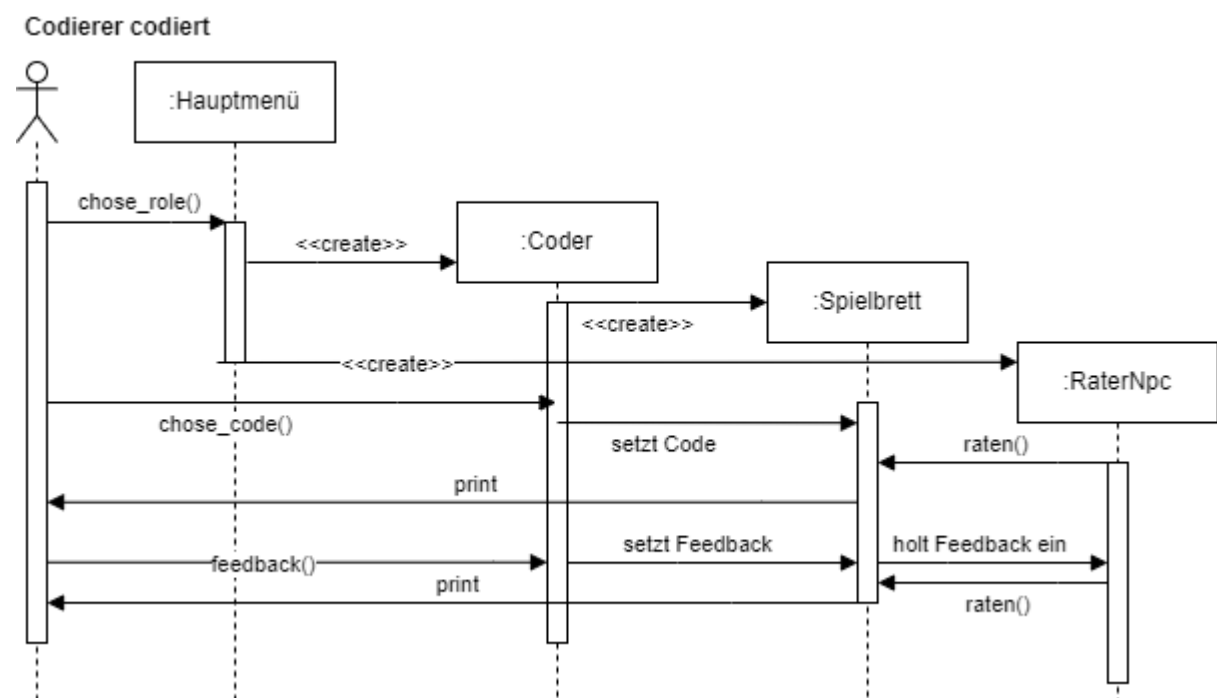 Codierer codiert
:Hauptmenü
chose_role()
<<create>>
:Coder
<<create>>
:Spielbrett
<<create>>
:RaterNpc
chose_code()
setzt Code
raten()
print
feedback()
setzt Feedback
holt Feedback ein
print
raten()